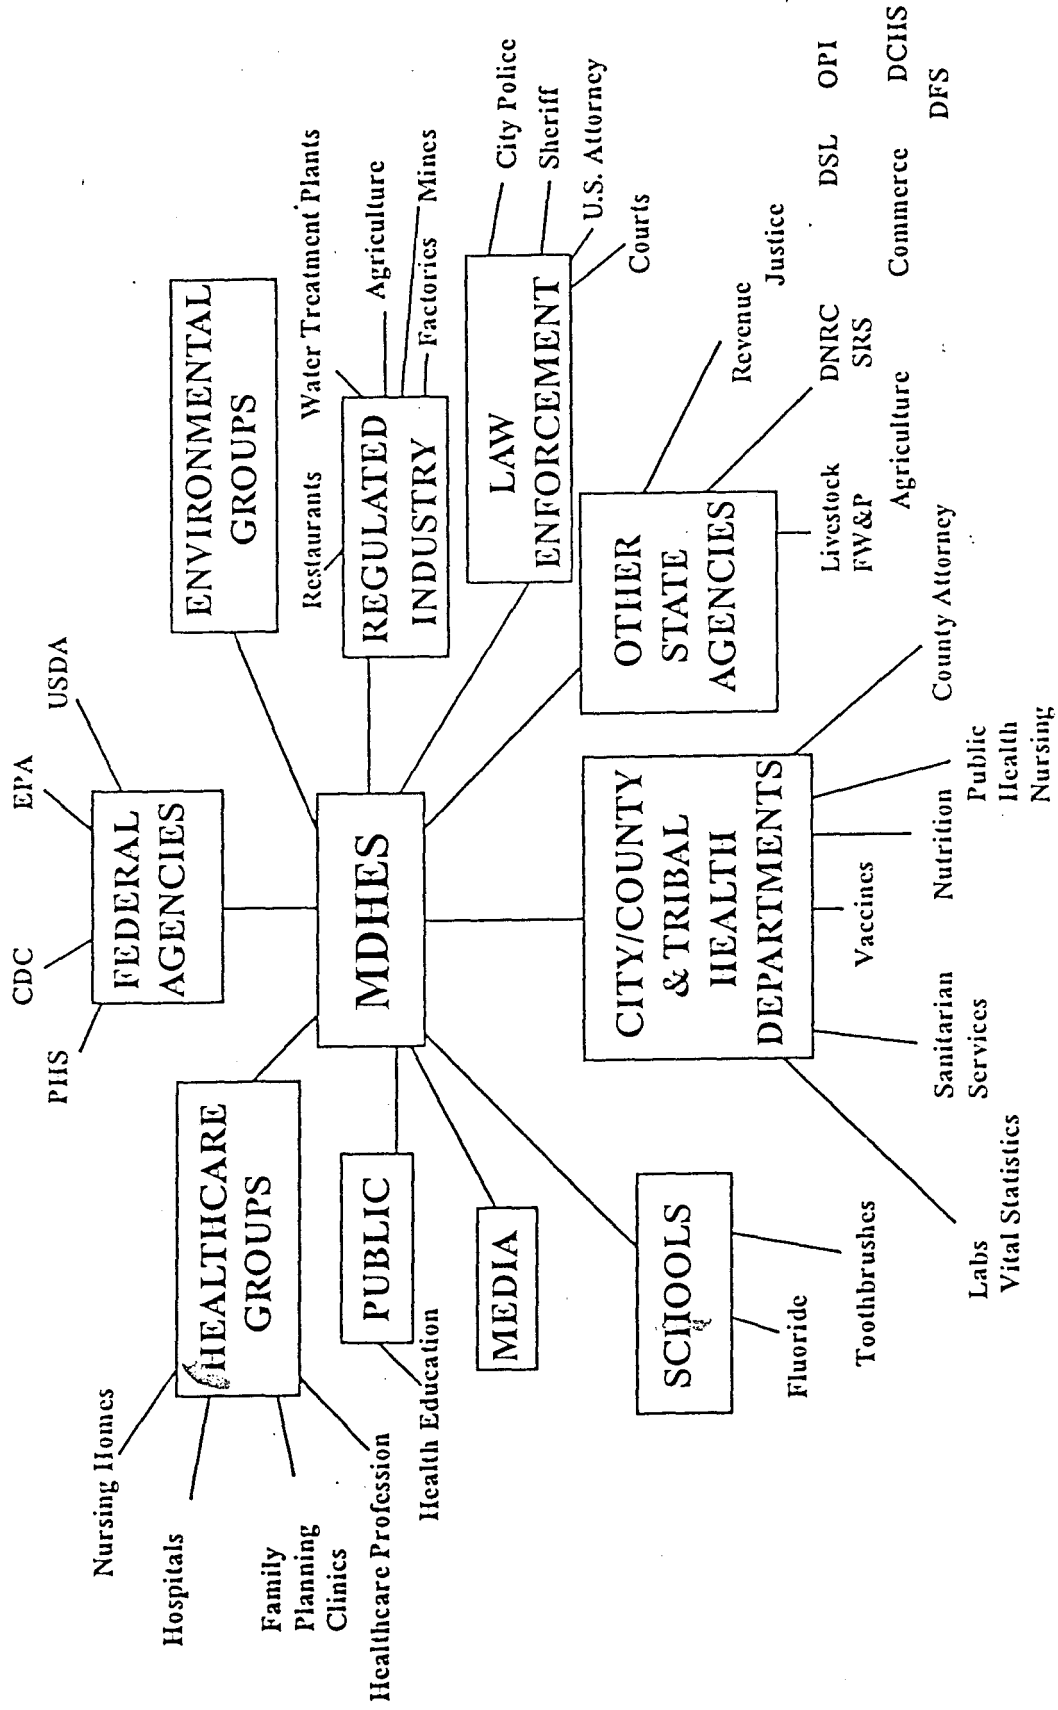 PHS
CDC
EPA
USDA
FEDERAL
AGENCIES
Nursing Homes
Hospitals
Family
Planning
Clinics
Healthcare Profession
HEALTHCARE
GROUPS
ENVIRONMENTAL
GROUPS
Health Education
PUBLIC
MDHES
Restaurants
Water Treatment Plants
REGULATED
INDUSTRY
Agriculture
Mines
Factories
MEDIA
LAW
ENFORCEMENT
City Police
Sheriff
U.S. Attorney
Courts
SCHOOLS
Fluoride
Toothbrushes
CITY/COUNTY
& TRIBAL
HEALTH
DEPARTMENTS
Labs
Vital Statistics
Sanitarian
Services
Vaccines
Nutrition
Public
Health
Nursing
County Attorney
OTHER
STATE
AGENCIES
Revenue
Justice
Livestock
FW&P
DNRC
SRS
DSL
OPI
Agriculture
Commerce
DCHS
DFS